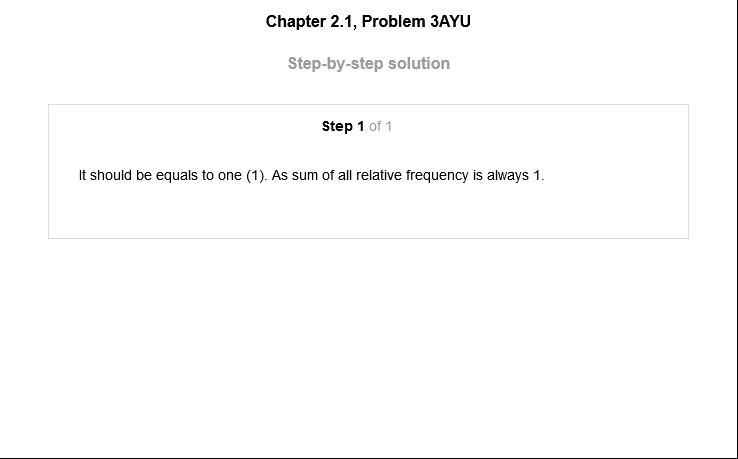 Chapter 2.1, Problem 3AYU
Step-by-step solution
Step 1 of 1
It should be equals to one (1). As sum of all relative frequency is always 1.